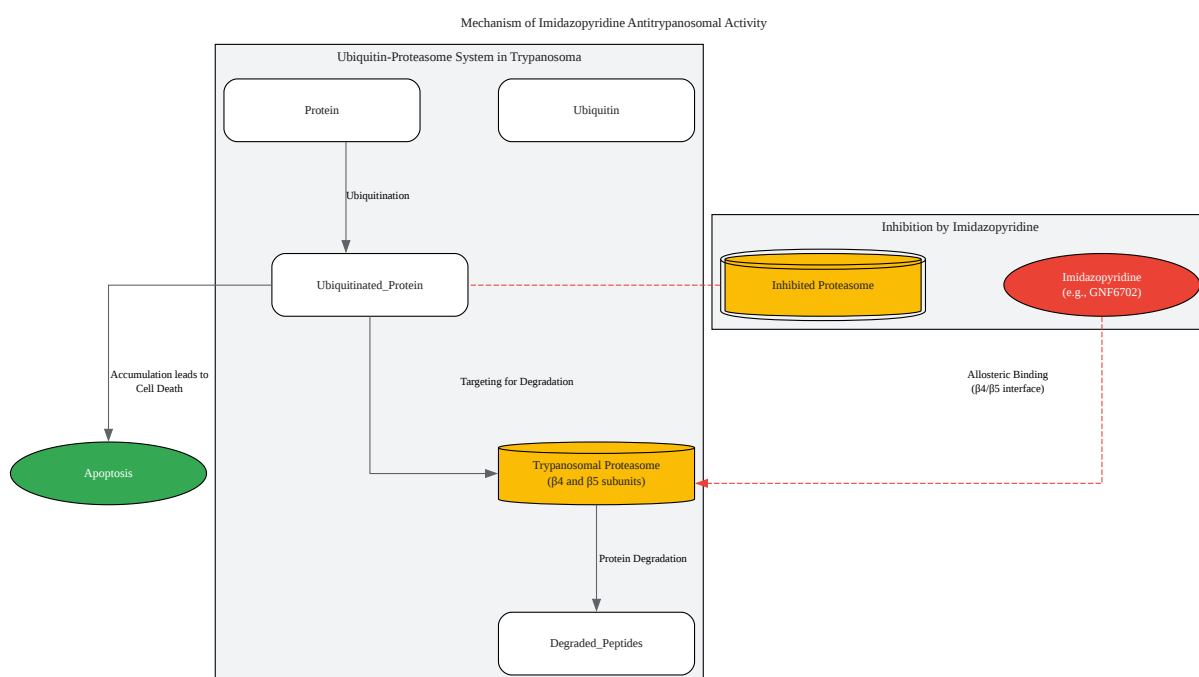 Mechanism of Imidazopyridine Antitrypanosomal Activity
Ubiquitin-Proteasome System in Trypanosoma
Protein
Ubiquitin
Ubiquitination
Inhibition by Imidazopyridine
Ubiquitinated_Protein
Inhibited Proteasome
Imidazopyridine
(e.g., GNF6702)
Accumulation leads to
Cell Death
Targeting for Degradation
Allosteric Binding
(β4/β5 interface)
Apoptosis
Trypanosomal Proteasome
(β4 and β5 subunits)
Protein Degradation
Degraded_Peptides